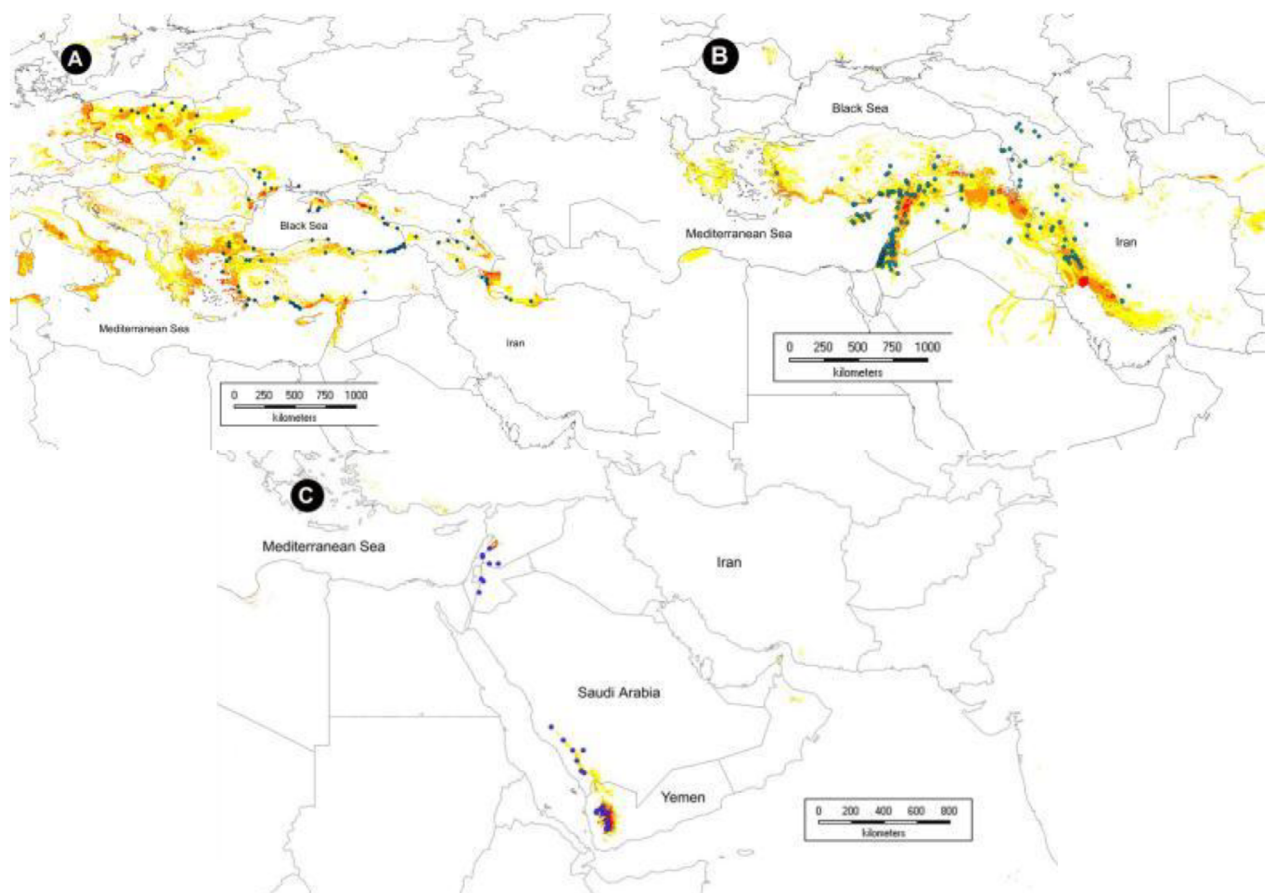 A
Black Sea
Mediterranean Sea
Iran
0 250 500 750 1000
kilometers
B
Black Sea
Mediterranean Sea
Iran
0 250 500 750 1000
kilometers
C
Mediterranean Sea
Iran
Saudi Arabia
Yemen
0 200 400 600 800
kilometers